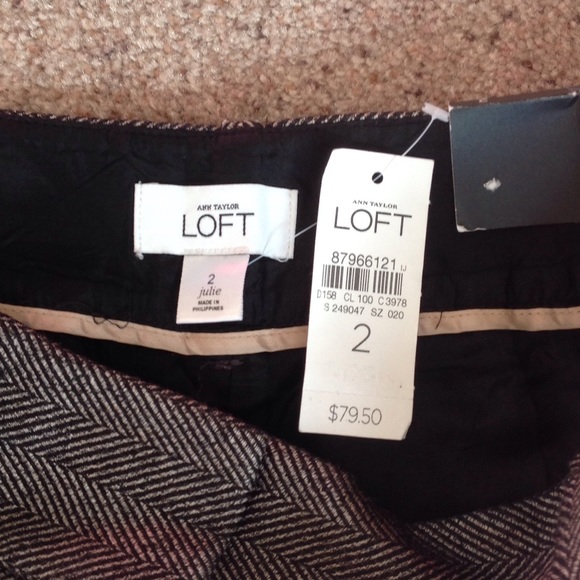 ANN TAYLOR
LOFT
2
julie
MADE IN
PHILIPPINES
ANN TAYLOR
LOFT
87966121 IJ
D158 CL 100 C3978
S 249047 SZ 020
2
$79.50